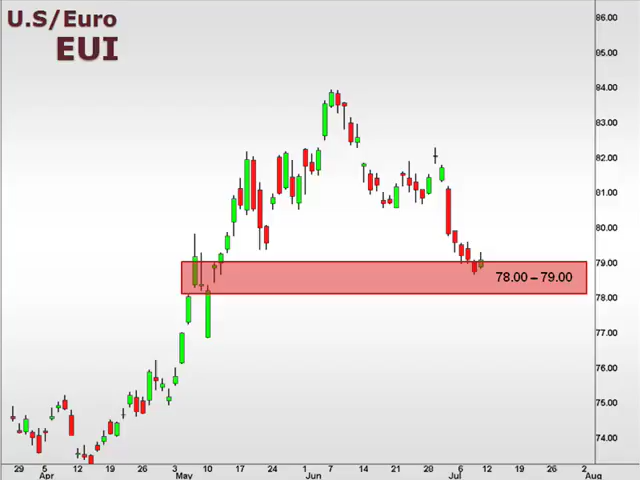 U.S/Euro
EUI
86.00
85.00
84.00
83.00
82.00
81.00
80.00
79.00
78.00
77.00
76.00
75.00
74.00
78.00 – 79.00
29 5 12 19 26 3 10 17 24 1 7 14 21 28 5 12 19 26 2
Apr May Jun Jul Aug